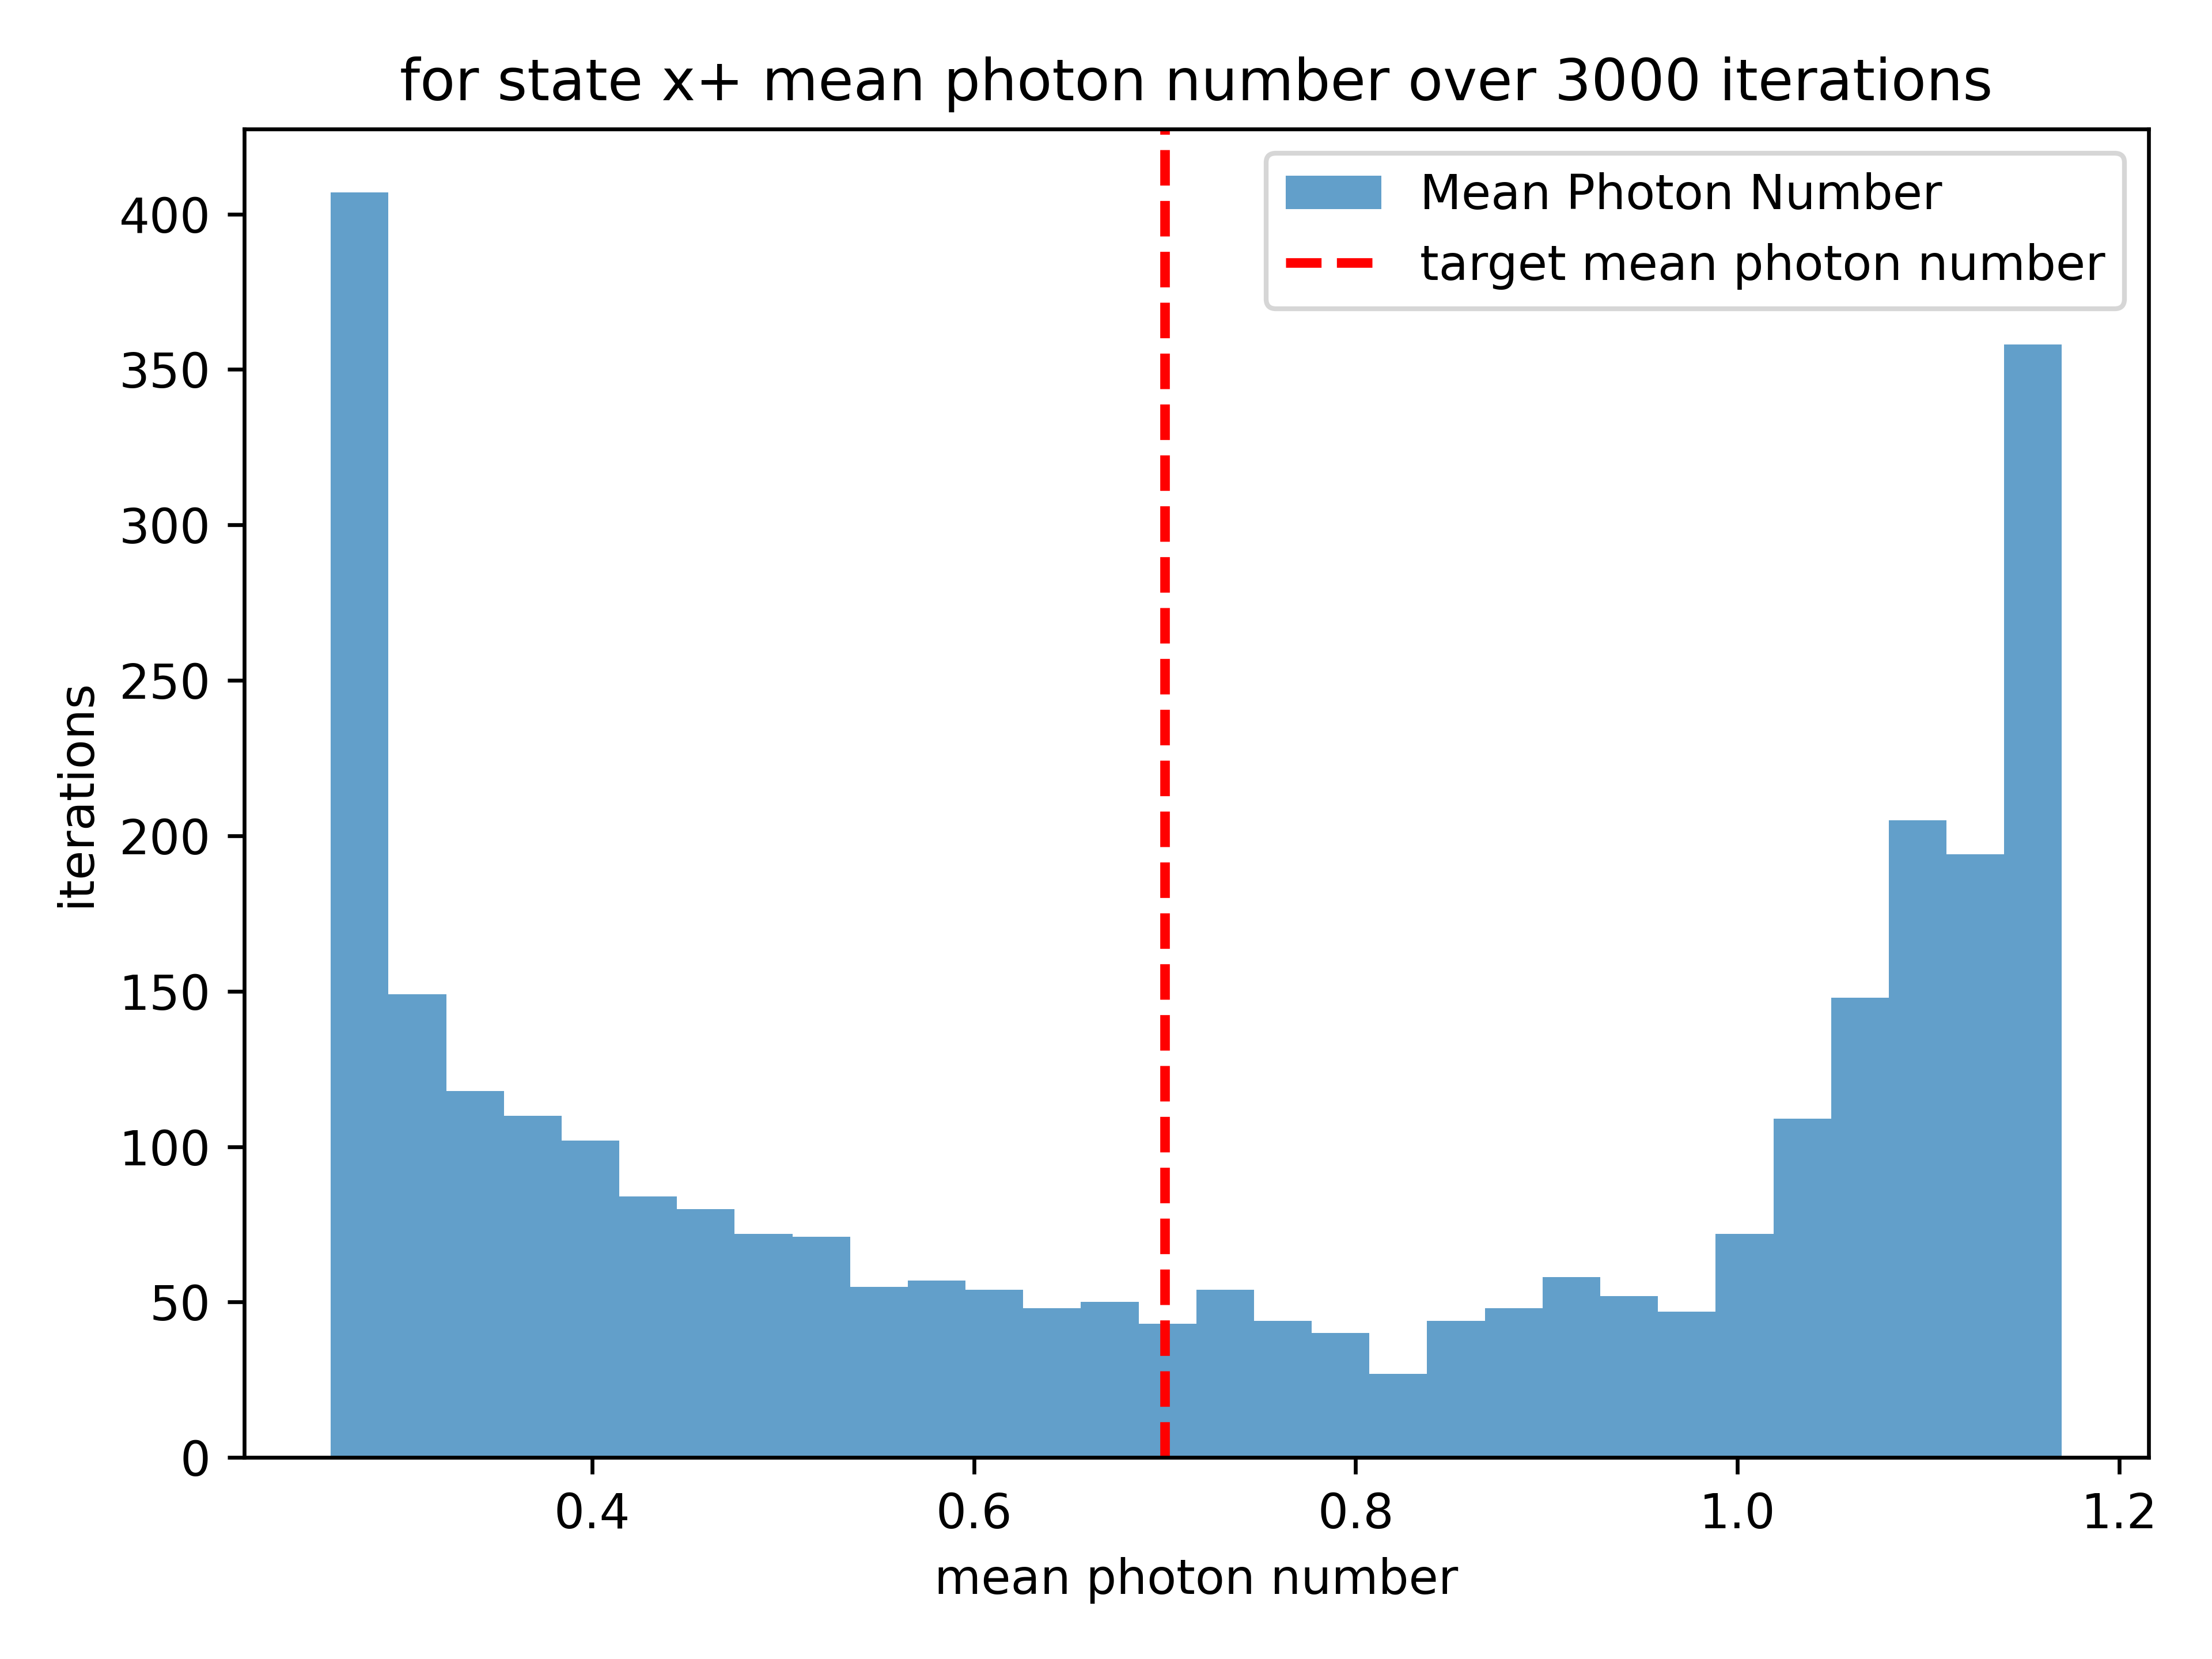 for state x+ mean photon number over 3000 iterations
Mean Photon Number
target mean photon number
400
350
300
250
200
150
100
50
0
iterations
0.4 0.6 0.8 1.0 1.2
mean photon number